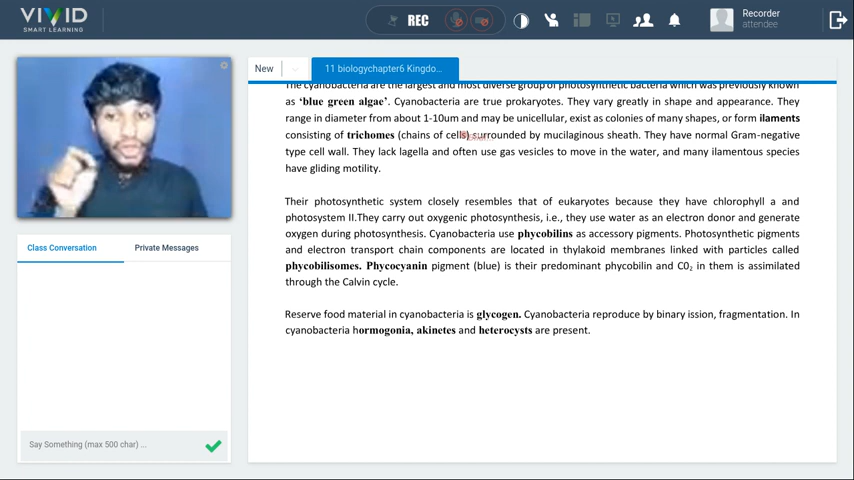 VIVID
SMART LEARNING
REC
Recorder
attendee
New
11 biologychapter6 Kingdo...
The cyanobacteria are the largest and most diverse group of photosynthetic bacteria which was previously known
as ‘blue green algae’. Cyanobacteria are true prokaryotes. They vary greatly in shape and appearance. They
range in diameter from about 1-10um and may be unicellular, exist as colonies of many shapes, or form ilaments
consisting of trichomes (chains of cells) surrounded by mucilaginous sheath. They have normal Gram-negative
type cell wall. They lack lagella and often use gas vesicles to move in the water, and many ilamentous species
have gliding motility.
Their photosynthetic system closely resembles that of eukaryotes because they have chlorophyll a and
photosystem II.They carry out oxygenic photosynthesis, i.e., they use water as an electron donor and generate
oxygen during photosynthesis. Cyanobacteria use phycobilins as accessory pigments. Photosynthetic pigments
and electron transport chain components are located in thylakoid membranes linked with particles called
phycobilisomes. Phycocyanin pigment (blue) is their predominant phycobilin and C0₂ in them is assimilated
through the Calvin cycle.
Reserve food material in cyanobacteria is glycogen. Cyanobacteria reproduce by binary ission, fragmentation. In
cyanobacteria hormogonia, akinetes and heterocysts are present.
Class Conversation
Private Messages
Say Something (max 500 char) ...